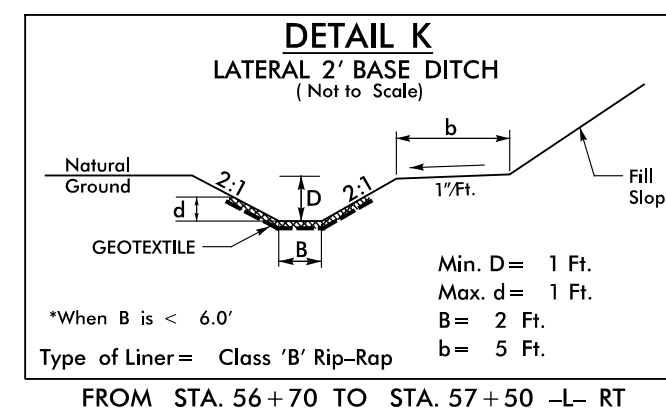 DETAIL K
LATERAL 2' BASE DITCH
( Not to Scale)
b
Natural
Ground
2:1
D
2:1
1"/Ft.
Fill
Slop
d
GEOTEXTILE
B
Min. D= 1 Ft.
Max. d= 1 Ft.
*When B is < 6.0'
B= 2 Ft.
Type of Liner= Class 'B' Rip-Rap
b= 5 Ft.
FROM STA. 56+70 TO STA. 57+50 -L- RT